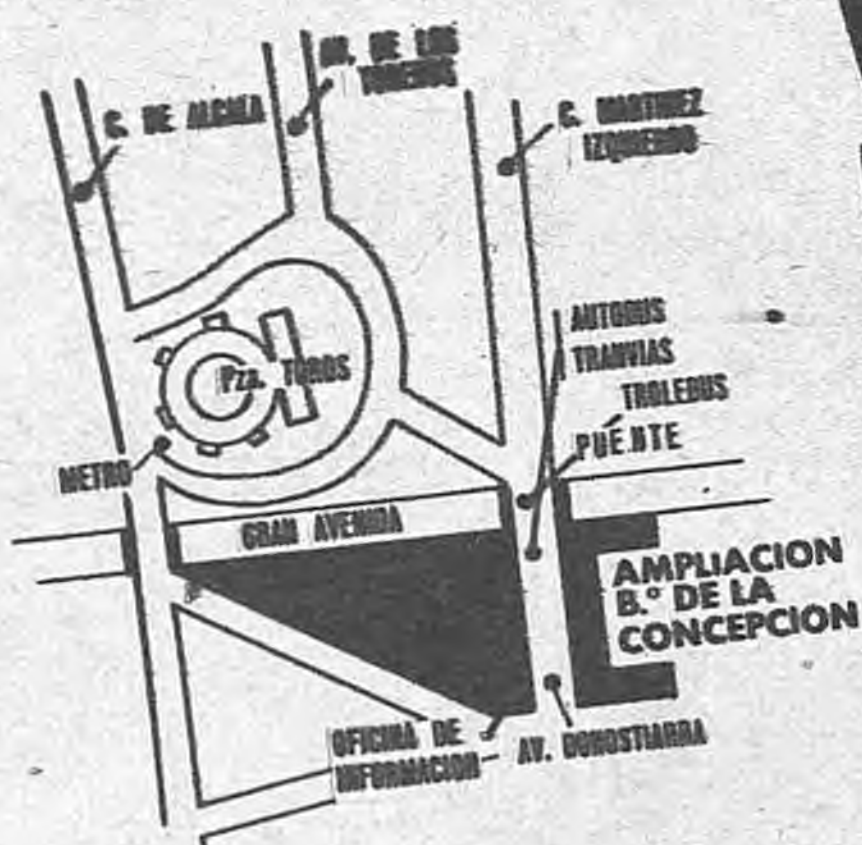 C. DE ALCALA
AV. DE LOS
TOREROS
C. MARTINEZ
IZQUIERDO
AUTOBUS
TRANVIAS
TROLEBUS
PUENTE
Pza. TOROS
METRO
GRAN AVENIDA
AMPLIACION
B.º DE LA
CONCEPCION
OFICINA DE
INFORMACION
AV. DONOSTIARRA